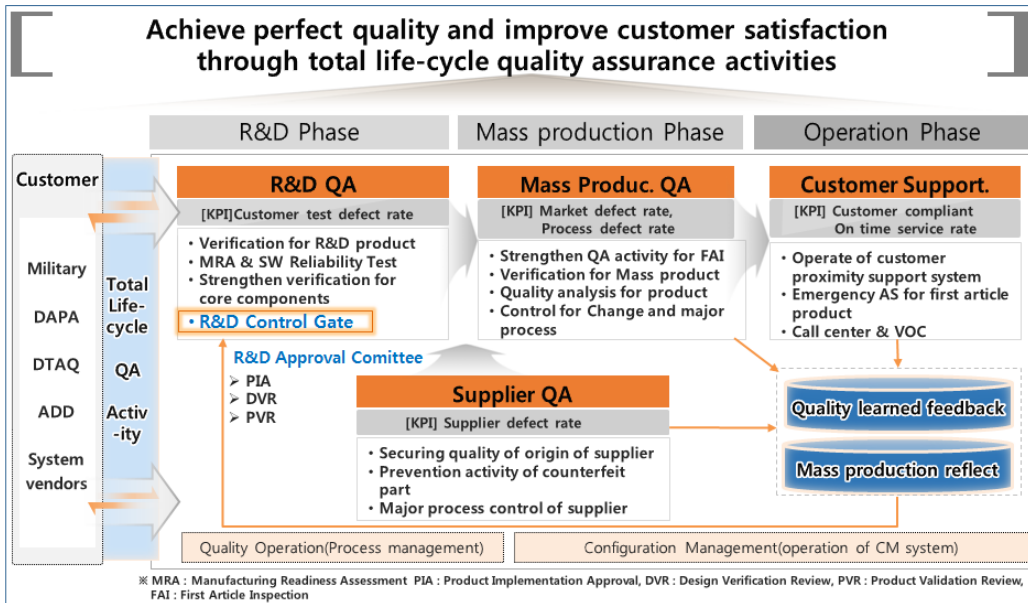 Achieve perfect quality and improve customer satisfaction
through total life-cycle quality assurance activities
R&D Phase
Mass production Phase
Operation Phase
Customer
Military
DAPA
DTAQ
ADD
System
vendors
Total
Life-
cycle
QA
Activ
-ity
R&D QA
[KPI]Customer test defect rate
• Verification for R&D product
• MRA & SW Reliability Test
• Strengthen verification for
core components
• R&D Control Gate
R&D Approval Comittee
➢ PIA
➢ DVR
➢ PVR
Mass Produc. QA
[KPI] Market defect rate,
Process defect rate
• Strengthen QA activity for FAI
• Verification for Mass product
• Quality analysis for product
• Control for Change and major
process
Customer Support.
[KPI] Customer compliant
On time service rate
• Operate of customer
proximity support system
• Emergency AS for first article
product
• Call center & VOC
Supplier QA
[KPI] Supplier defect rate
• Securing quality of origin of supplier
• Prevention activity of counterfeit
part
• Major process control of supplier
Quality learned feedback
Mass production reflect
Quality Operation(Process management)
Configuration Management(operation of CM system)
※ MRA : Manufacturing Readiness Assessment PIA : Product Implementation Approval, DVR : Design Verification Review, PVR : Product Validation Review,
FAI : First Article Inspection